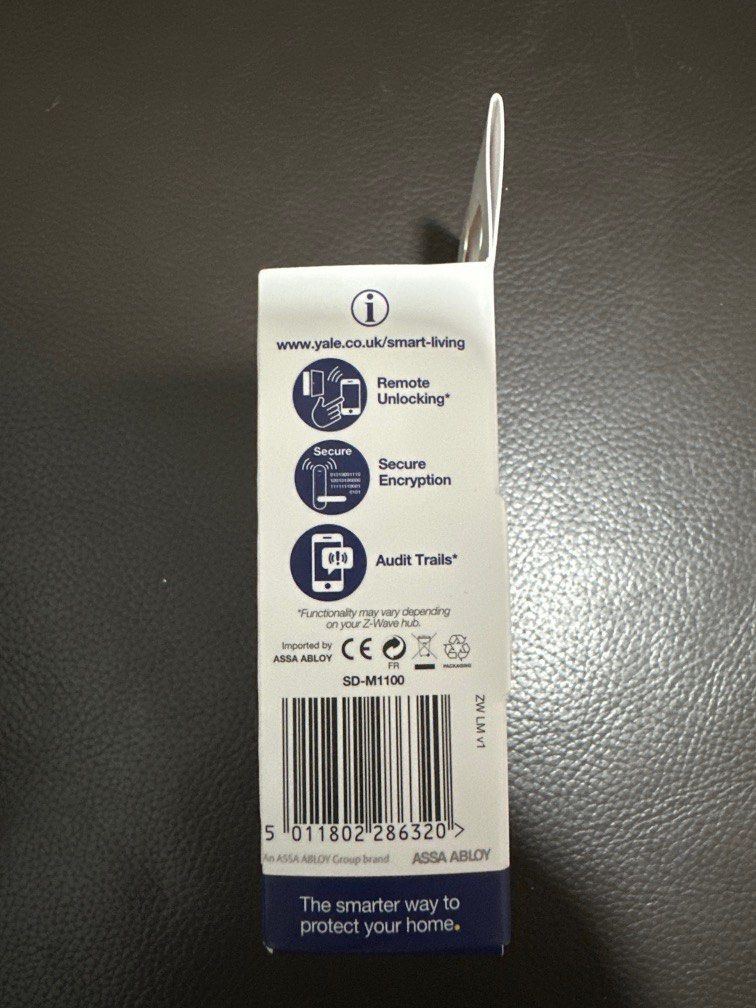 i
www.yale.co.uk/smart-living
Remote
Unlocking*
Secure
Secure
Encryption
Audit Trails*
*Functionality may vary depending
on your Z-Wave hub.
Imported by
ASSA ABLOY
CE
FR
PACKAGING
SD-M1100
ZW LM v1
5 011802 286320 >
An ASSA ABLOY Group brand
ASSA ABLOY
The smarter way to
protect your home.